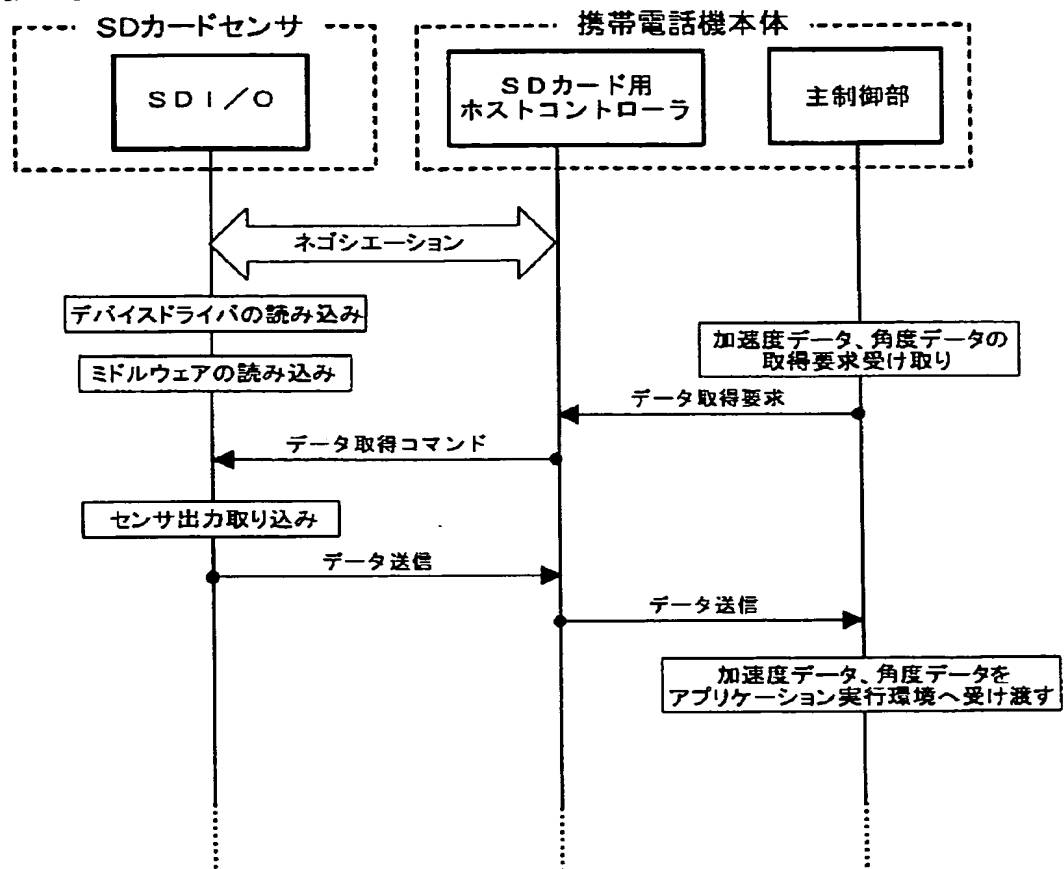 SDカードセンサ
携帯電話機本体
SDI/O
SDカード用
ホストコントローラ
主制御部
ネゴシエーション
デバイスドライバの読み込み
加速度データ、角度データの
取得要求受け取り
ミドルウェアの読み込み
データ取得要求
データ取得コマンド
センサ出力取り込み
データ送信
データ送信
加速度データ、角度データを
アプリケーション実行環境へ受け渡す